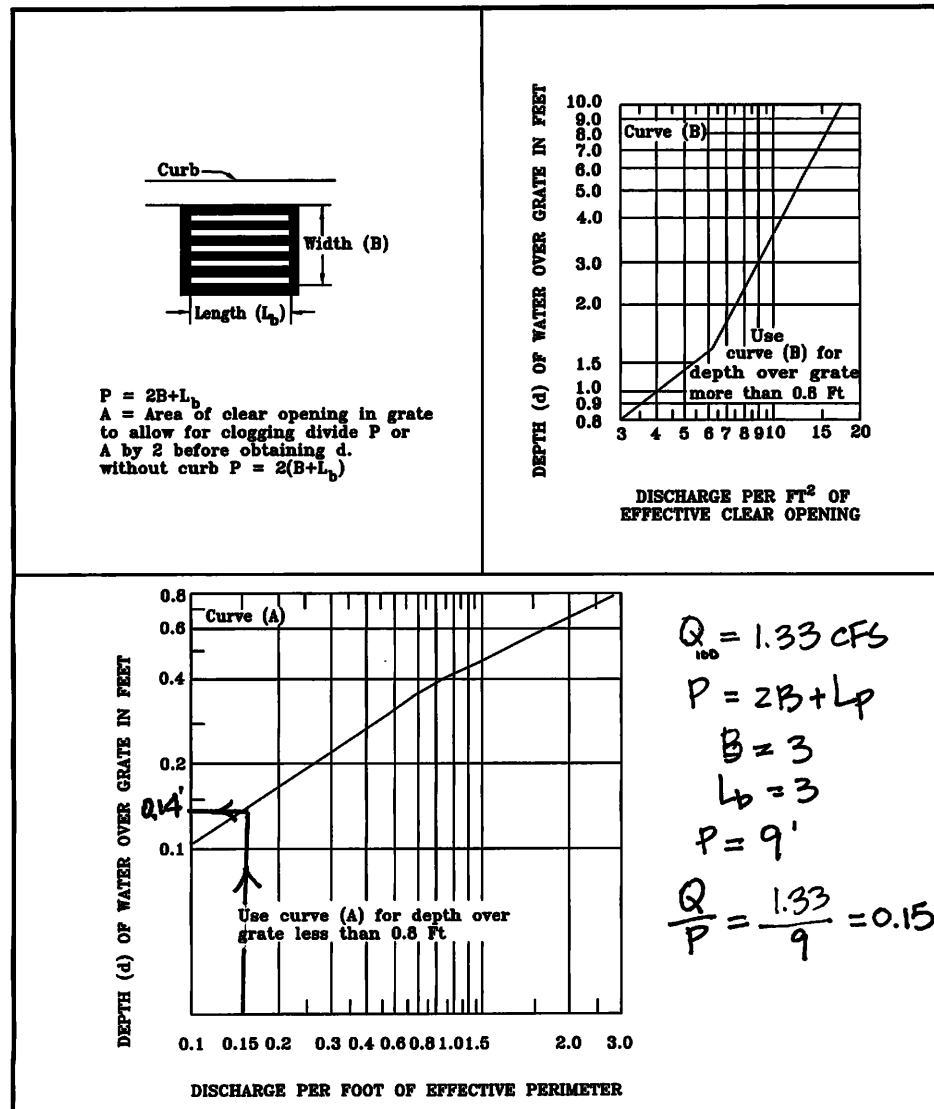 Curb
Width (B)
Length (L_b)
P = 2B+L_b
A = Area of clear opening in grate
to allow for clogging divide P or
A by 2 before obtaining d.
without curb P = 2(B+L_b)
DEPTH (d) OF WATER OVER GRATE IN FEET
10.0
9.0
8.0
7.0
6.0
5.0
4.0
3.0
2.0
1.5
1.0
0.9
0.8
Curve (B)
Use
curve (B) for
depth over grate
more than 0.8 Ft
3 4 5 6 7 8 9 10 15 20
DISCHARGE PER FT² OF
EFFECTIVE CLEAR OPENING
DEPTH (d) OF WATER OVER GRATE IN FEET
0.8
0.6
0.4
0.2
0.14'
0.1
Curve (A)
Use curve (A) for depth over
grate less than 0.8 Ft
0.1 0.15 0.2 0.3 0.4 0.6 0.8 1.0 1.5 2.0 3.0
DISCHARGE PER FOOT OF EFFECTIVE PERIMETER
Q₁₀₀ = 1.33 CFS
P = 2B + Lp
B = 3
Lb = 3
P = 9'
Q/P = 1.33/9 = 0.15